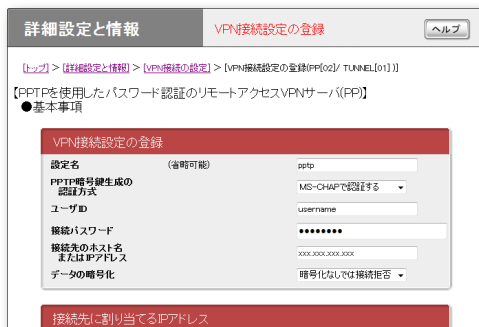 詳細設定と情報
VPN接続設定の登録
ヘルプ
[トップ] > [詳細設定と情報] > [VPN接続の設定] > [VPN接続設定の登録(PP[02]/ TUNNEL[01] )]
【PPTPを使用したパスワード認証のリモートアクセスVPNサーバ(PP)】
●基本事項
VPN接続設定の登録
設定名 (省略可能) pptp
PPTP暗号鍵生成の
認証方式 MS-CHAPで認証する
ユーザID username
接続パスワード ●●●●●●●●
接続先のホスト名
またはIPアドレス xxx.xxx.xxx.xxx
データの暗号化 暗号化なしでは接続拒否
接続先に割り当てるIPアドレス